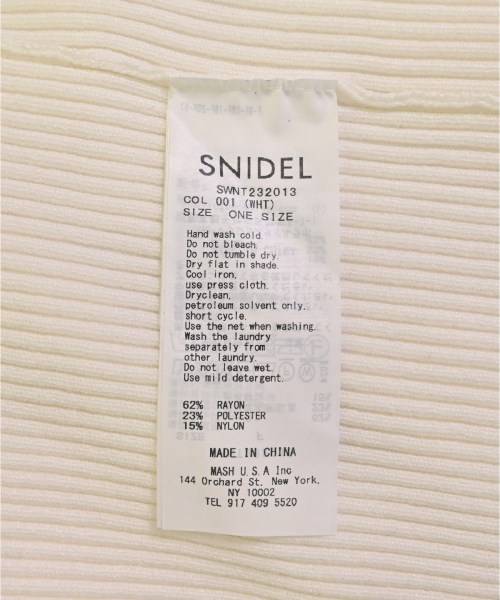 SNIDEL
SWNT232013
COL 001 (WHT)
SIZE ONE SIZE
Hand wash cold.
Do not bleach.
Do not tumble dry.
Dry flat in shade.
Cool iron,
use press cloth.
Dryclean,
petroleum solvent only.
short cycle.
Use the net when washing.
Wash the laundry
separately from
other laundry.
Do not leave wet.
Use mild detergent.
62% RAYON
23% POLYESTER
15% NYLON
MADE IN CHINA
MASH U.S.A Inc
144 Orchard St. New York,
NY 10002
TEL 917 409 5520